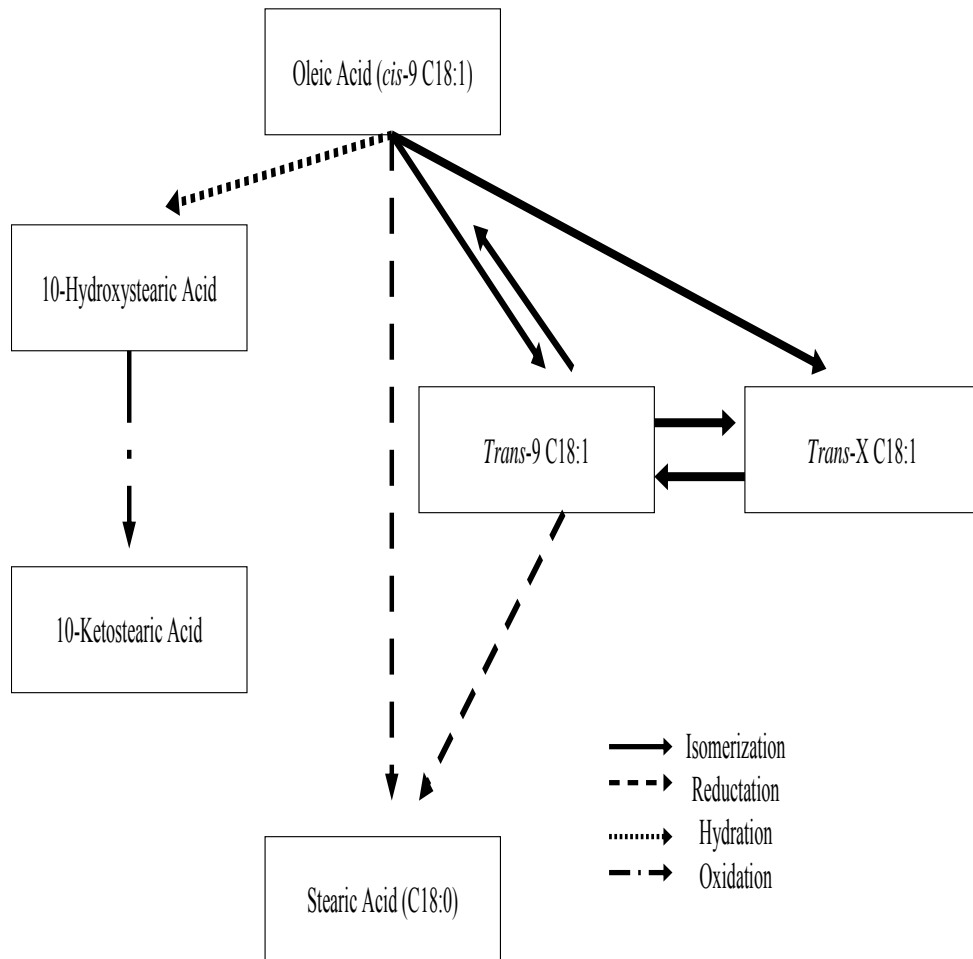 Oleic Acid (cis-9 C18:1)
10-Hydroxystearic Acid
Trans-9 C18:1
Trans-X C18:1
10-Ketostearic Acid
Isomerization
Reductation
Hydration
Oxidation
Stearic Acid (C18:0)